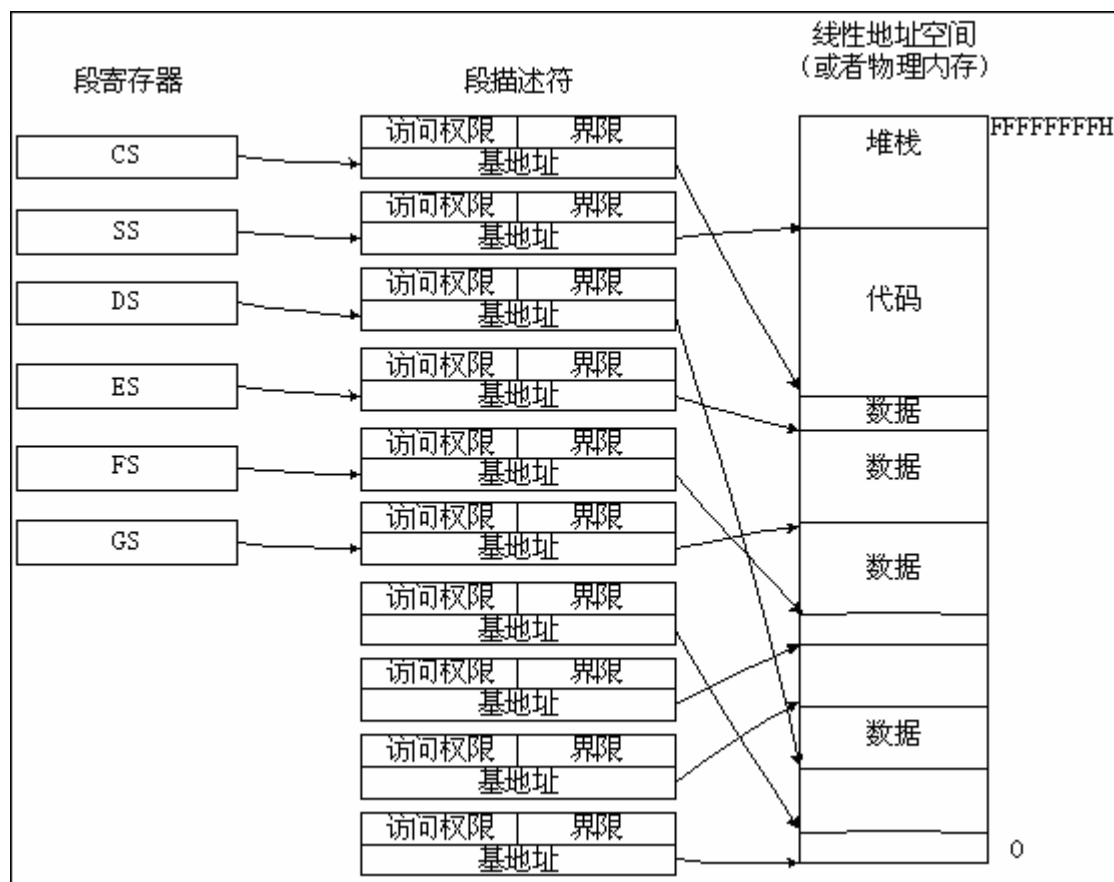 线性地址空间
(或者物理内存)
段寄存器
段描述符
CS
SS
DS
ES
FS
GS
访问权限 界限
基地址
访问权限 界限
基地址
访问权限 界限
基地址
访问权限 界限
基地址
访问权限 界限
基地址
访问权限 界限
基地址
访问权限 界限
基地址
访问权限 界限
基地址
访问权限 界限
基地址
访问权限 界限
基地址
堆栈
FFFFFFFFH
代码
数据
数据
数据
数据
0